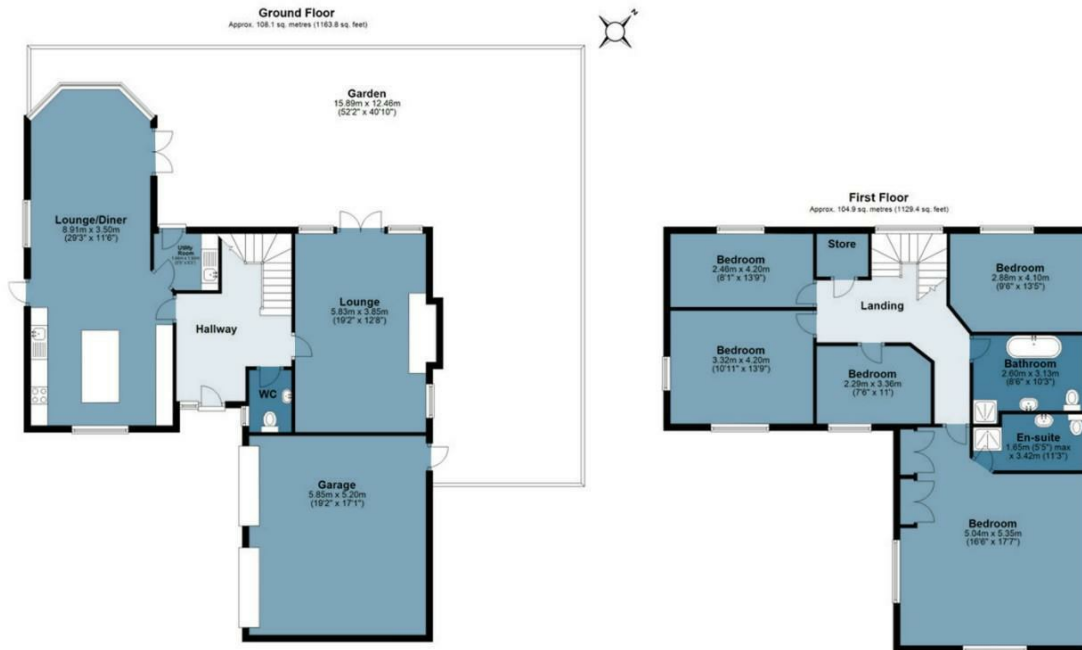 Ground Floor
Approx. 108.1 sq. metres (1163.8 sq. feet)
N
Garden
15.89m x 12.46m
(52'2" x 40'10")
Lounge/Diner
8.91m x 3.50m
(29'3" x 11'6")
Utility
Room
Hallway
Lounge
5.83m x 3.85m
(19'2" x 12'8")
WC
Garage
5.85m x 5.20m
(19'2" x 17'1")
First Floor
Approx. 104.9 sq. metres (1129.4 sq. feet)
Bedroom
2.46m x 4.20m
(8'1" x 13'9")
Store
Bedroom
2.88m x 4.10m
(9'6" x 13'5")
Landing
Bedroom
3.32m x 4.20m
(10'11" x 13'9")
Bedroom
2.29m x 3.36m
(7'6" x 11')
Bathroom
2.60m x 3.13m
(8'6" x 10'3")
En-suite
1.65m (5'5") max
x 3.42m (11'3")
Bedroom
5.04m x 5.35m
(16'6" x 17'7")